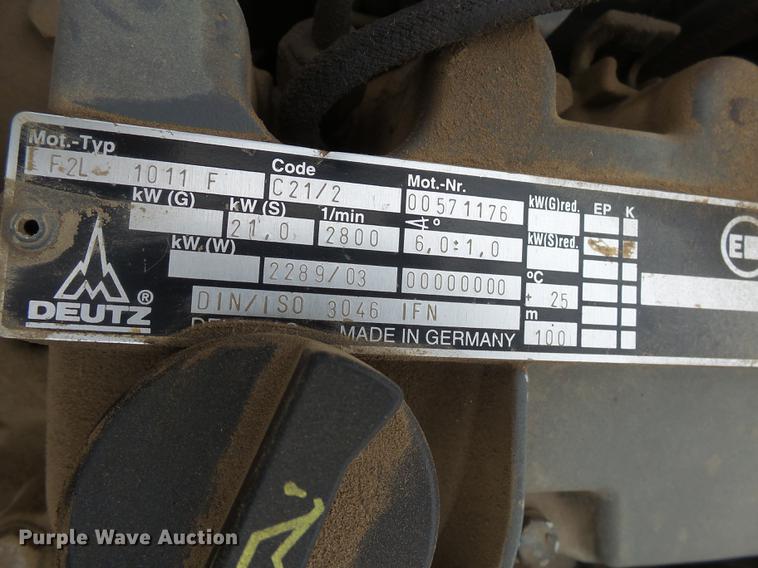 Mot.-Typ Code Mot.-Nr.
F2L 1011 F C21/2 00571176 kW(G)red. EP K
kW (G) kW (S) 1/min °
21,0 2800 6,0±1,0 kW(S)red.
kW (W)
2289/03 00000000 °C
+ 25
DIN/ISO 3046 IFN m
100
DEUTZ®
MADE IN GERMANY
E
Purple Wave Auction